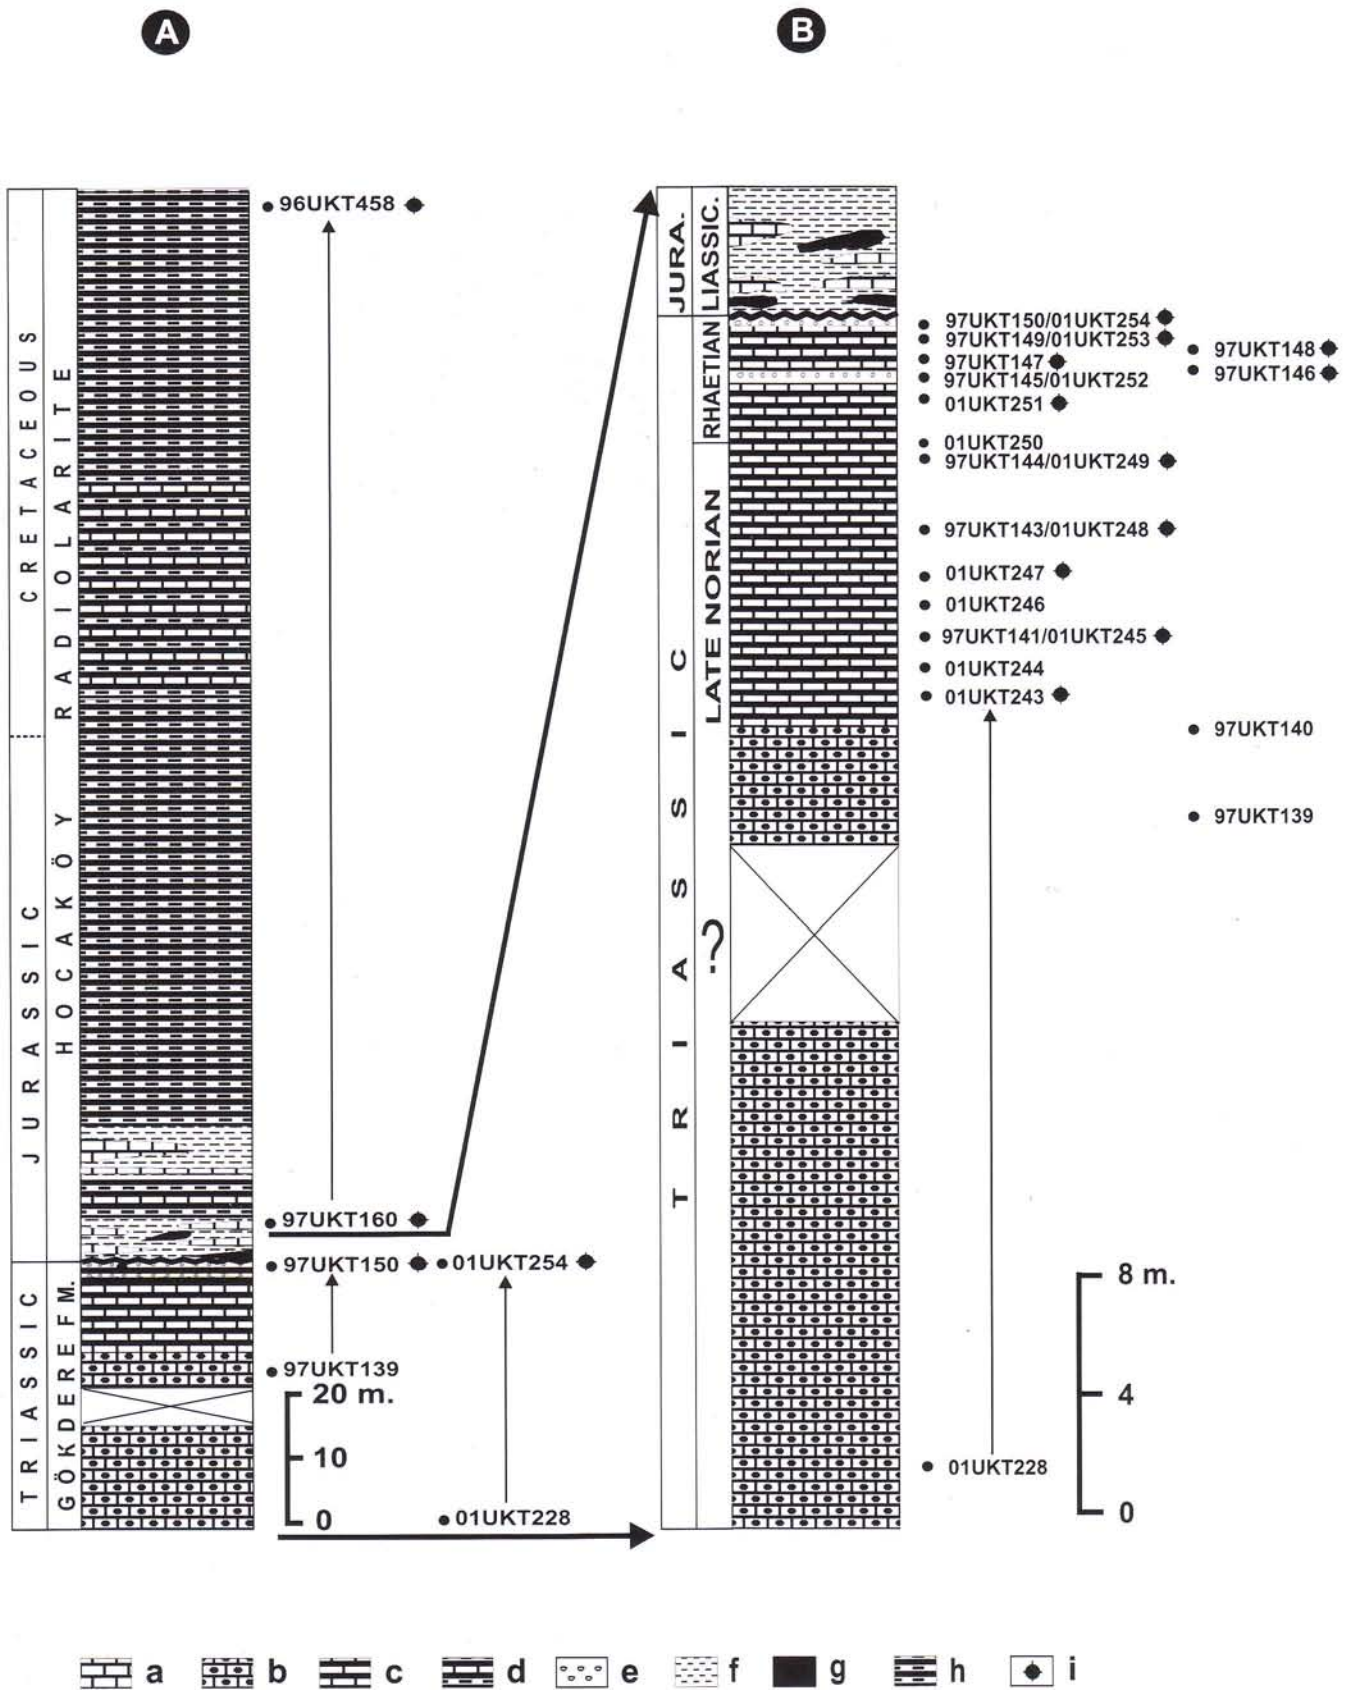 A
B
CRETACEOUS
JURASSIC
TRIASSIC
HOCAKÖY RADIOLARITE
GÖKDERE FM.
96UKT458
97UKT160
97UKT150
01UKT254
97UKT139
20 m.
10
0
01UKT228
JURA.
LIASSIC.
TRIASSIC
RHAETIAN
LATE NORIAN
?
97UKT150/01UKT254
97UKT149/01UKT253
97UKT148
97UKT147
97UKT146
97UKT145/01UKT252
01UKT251
01UKT250
97UKT144/01UKT249
97UKT143/01UKT248
01UKT247
01UKT246
97UKT141/01UKT245
01UKT244
01UKT243
97UKT140
97UKT139
8 m.
4
0
01UKT228
a b c d e f g h i